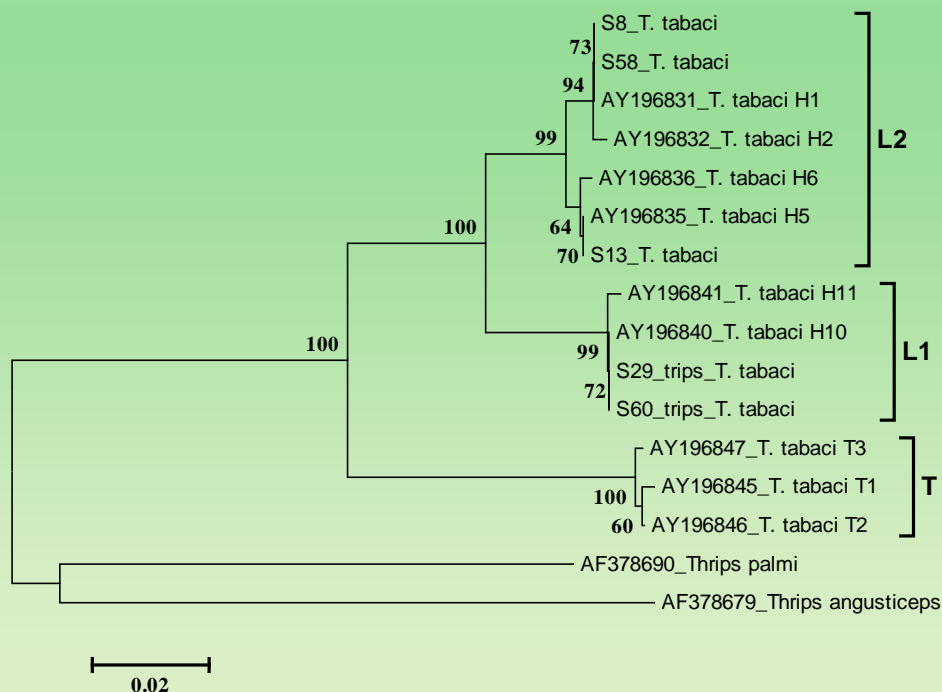 S8_T. tabaci
73
S58_T. tabaci
94
AY196831_T. tabaci H1
L2
99
AY196832_T. tabaci H2
AY196836_T. tabaci H6
64
AY196835_T. tabaci H5
100
70
S13_T. tabaci
AY196841_T. tabaci H11
AY196840_T. tabaci H10
L1
100
99
S29_trips_T. tabaci
72
S60_trips_T. tabaci
AY196847_T. tabaci T3
100
AY196845_T. tabaci T1
T
60
AY196846_T. tabaci T2
AF378690_Thrips palmi
AF378679_Thrips angusticeps
0.02